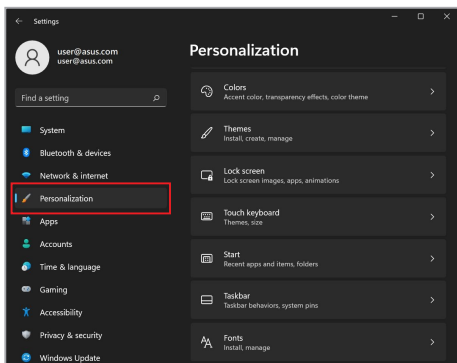 Settings
user@asus.com
user@asus.com
Find a setting
System
Bluetooth & devices
Network & internet
Personalization
Apps
Accounts
Time & language
Gaming
Accessibility
Privacy & security
Windows Update
Personalization
Colors
Accent color, transparency effects, color theme
Themes
Install, create, manage
Lock screen
Lock screen images, apps, animations
Touch keyboard
Themes, size
Start
Recent apps and items, folders
Taskbar
Taskbar behaviors, system pins
Fonts
Install, manage